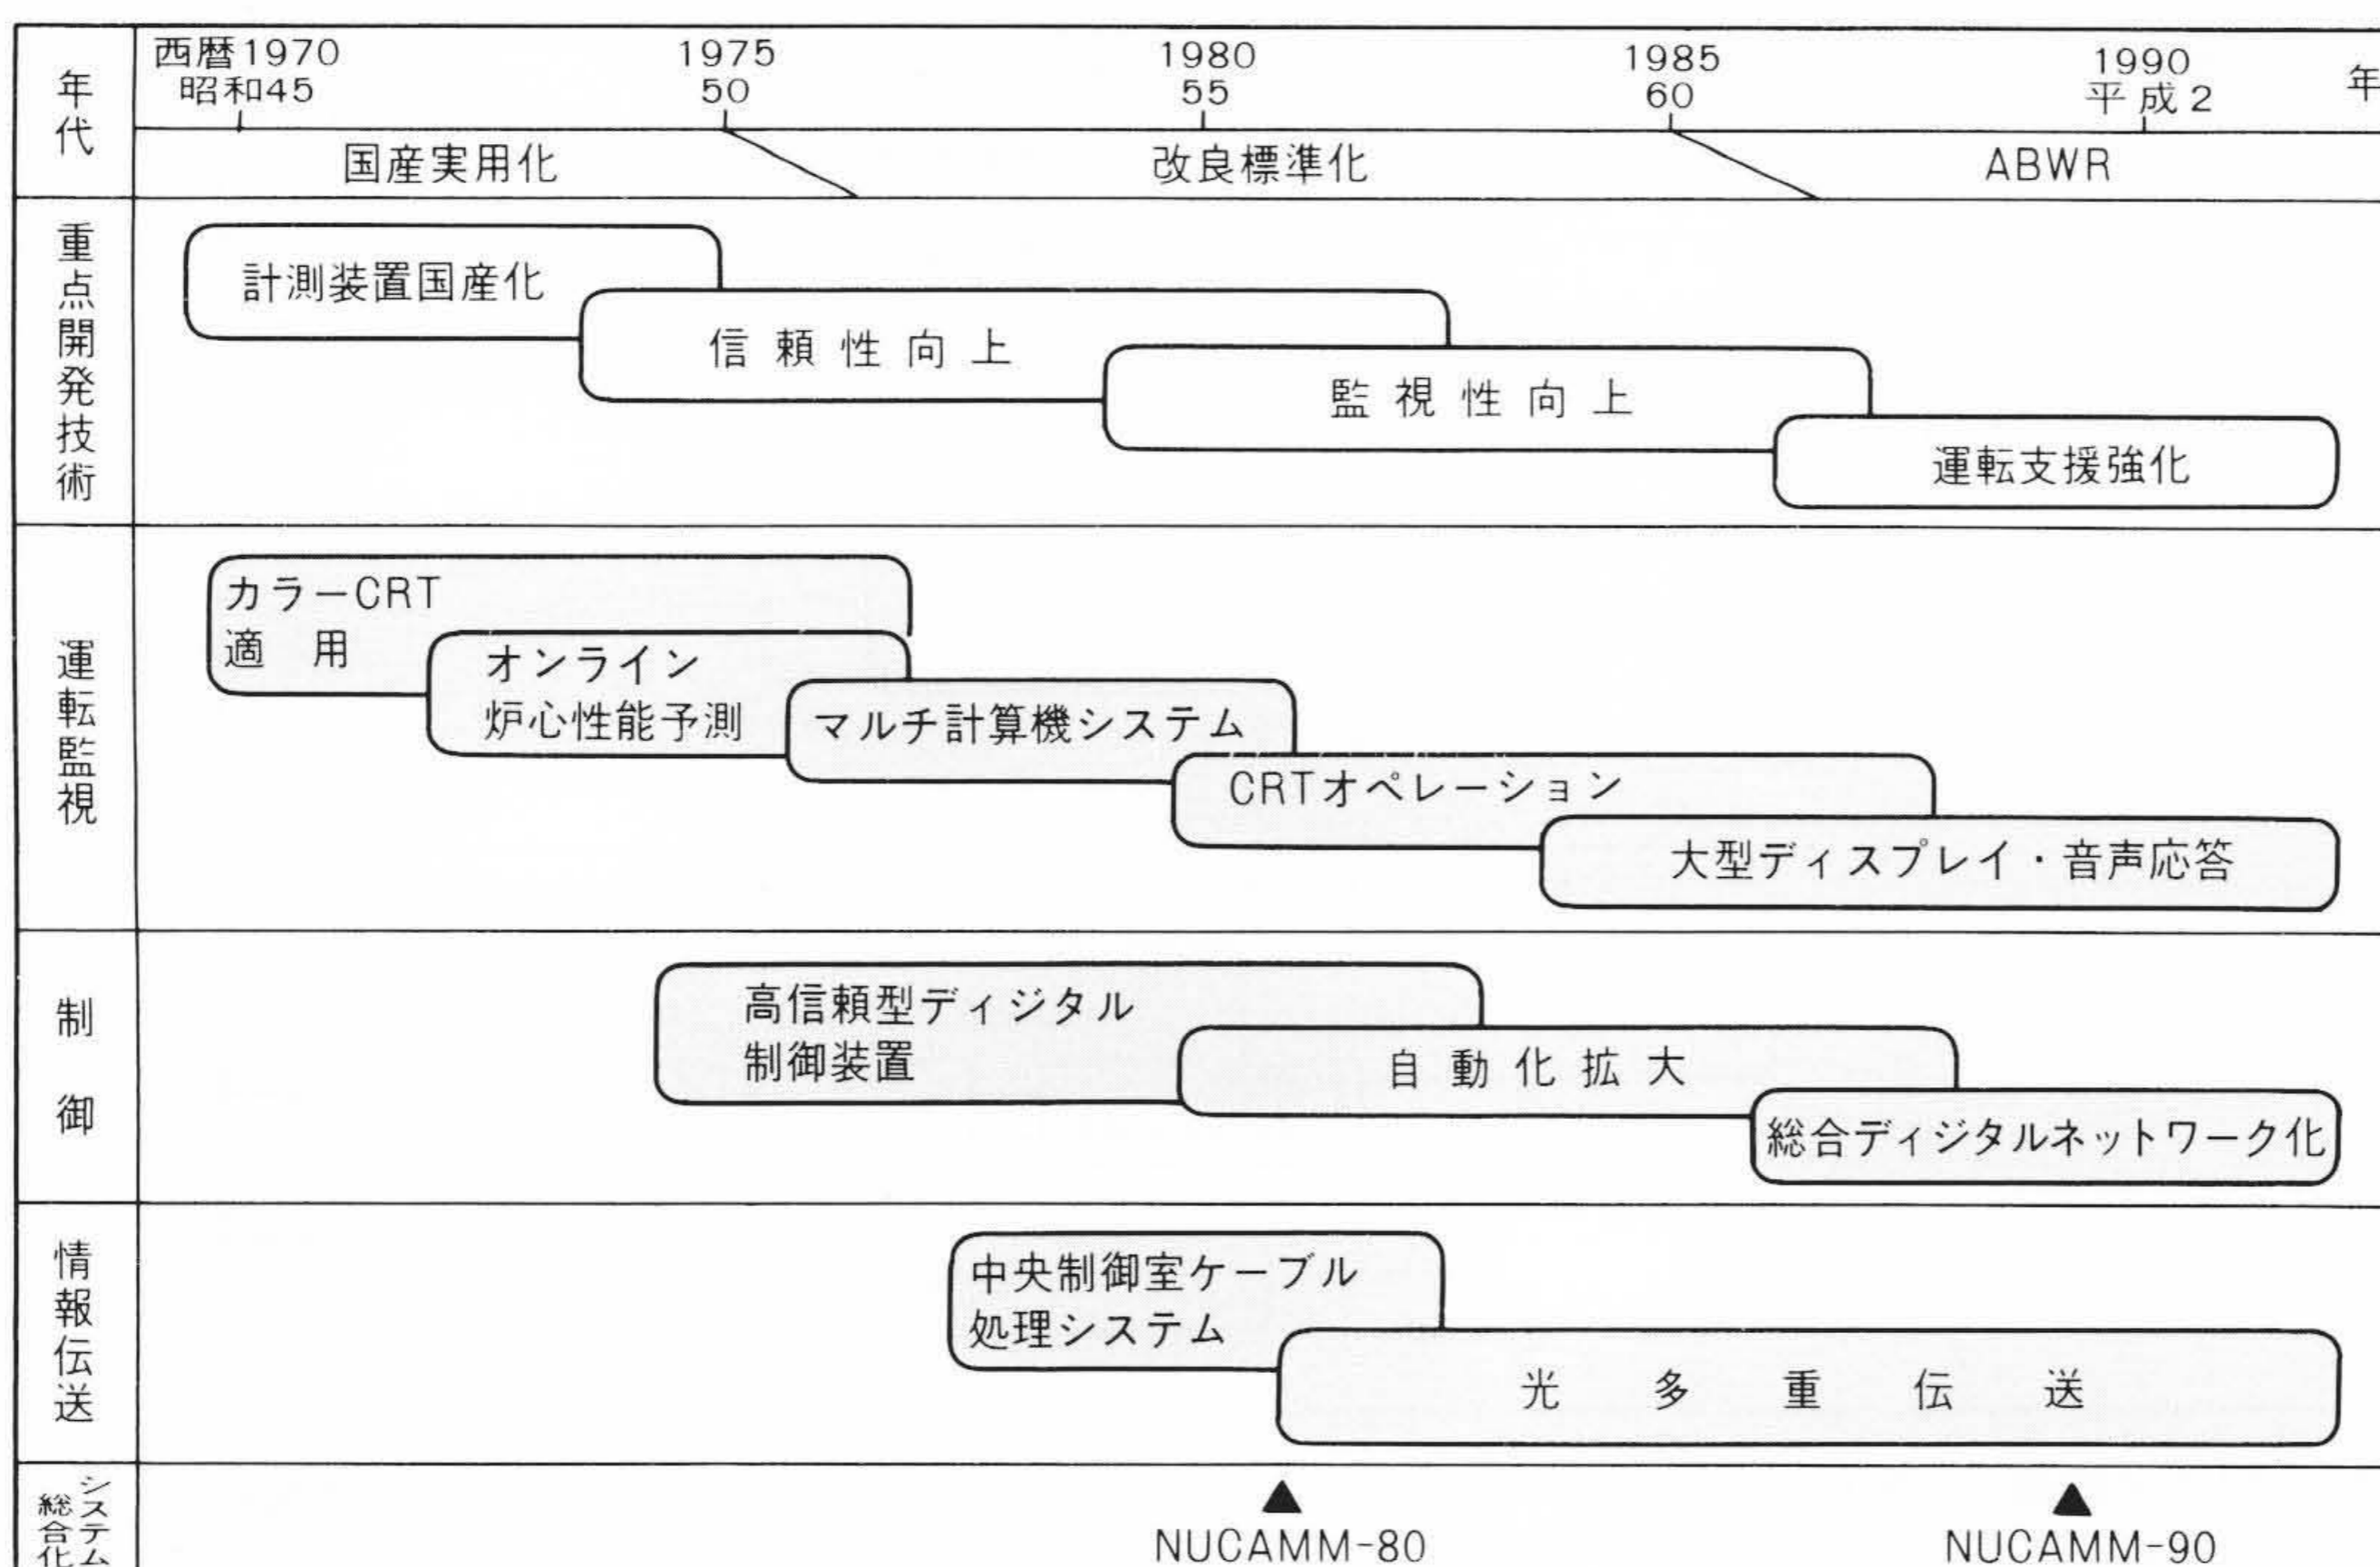 年代
西暦1970 1975 1980 1985 1990 年
昭和45 50 55 60 平成2
国産実用化 改良標準化 ABWR
重点開発技術
計測装置国産化
信頼性向上
監視性向上
運転支援強化
運転監視
カラーCRT
適用
オンライン
炉心性能予測
マルチ計算機システム
CRTオペレーション
大型ディスプレイ・音声応答
制御
高信頼型ディジタル
制御装置
自動化拡大
総合ディジタルネットワーク化
情報伝送
中央制御室ケーブル
処理システム
光多重伝送
システム
総合化
▲ ▲
NUCAMM-80 NUCAMM-90